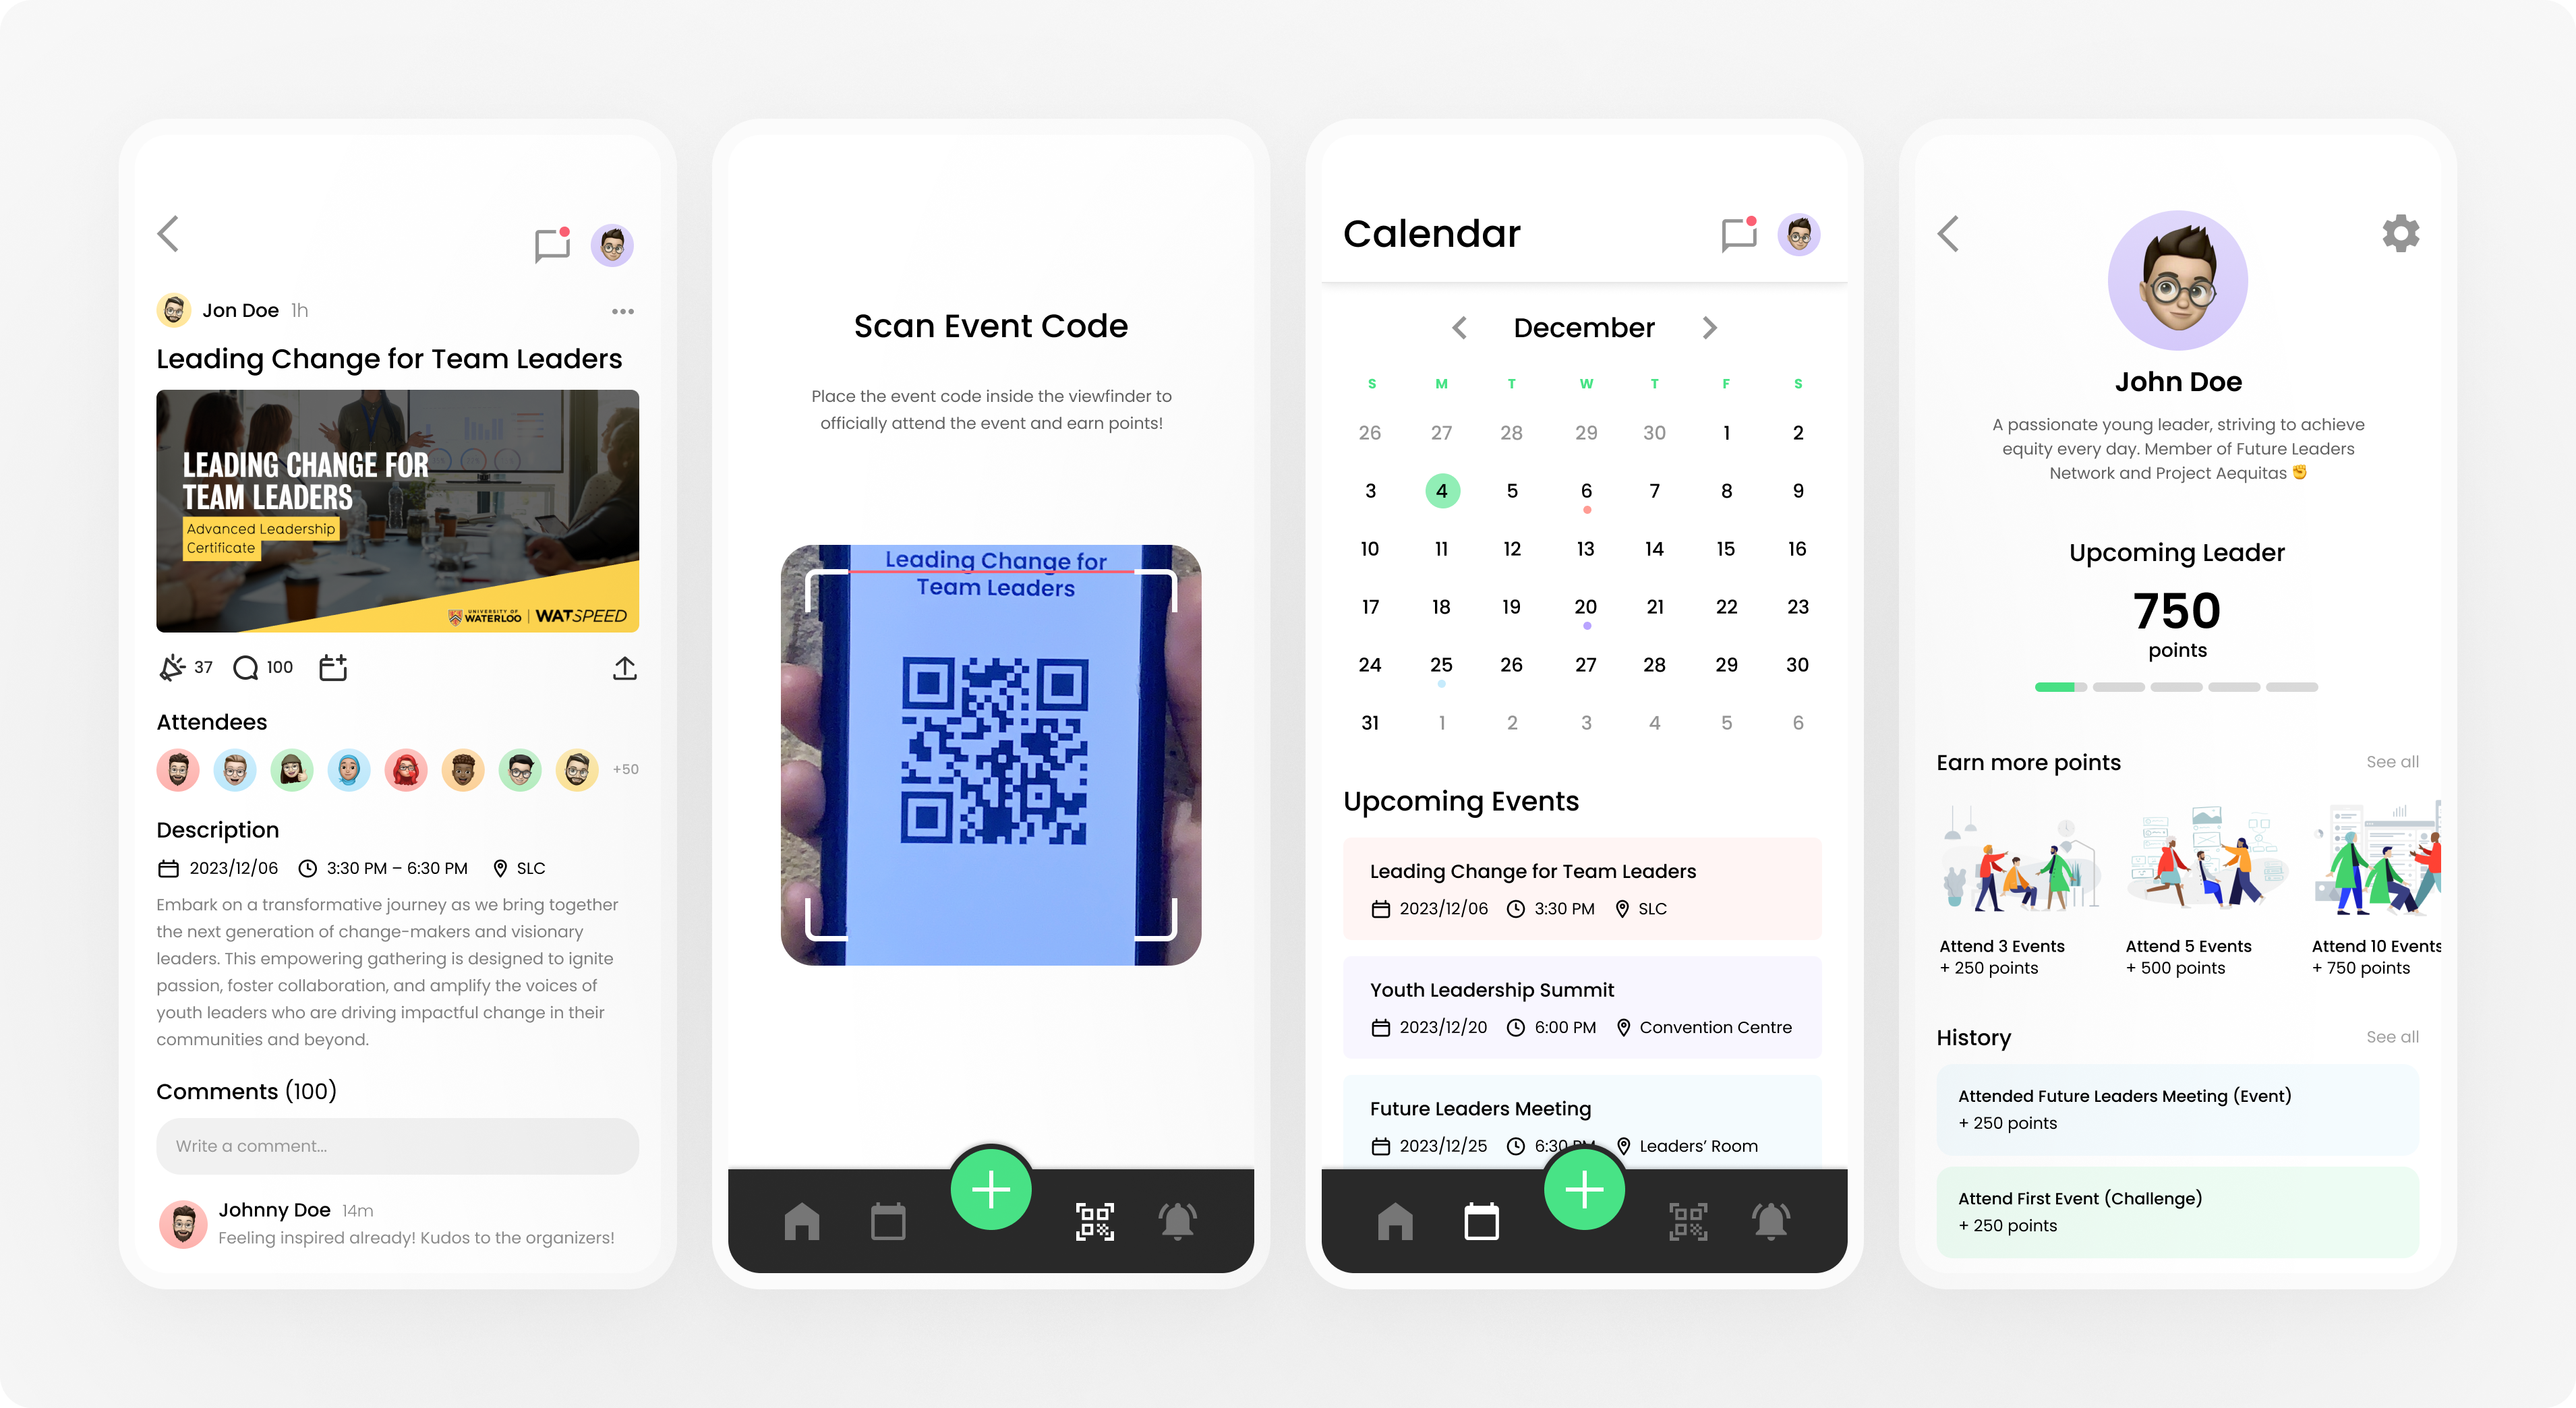 Jon Doe 1h
Leading Change for Team Leaders
LEADING CHANGE FOR
TEAM LEADERS
Advanced Leadership
Certificate
UNIVERSITY OF
WATERLOO | WATSPEED
37 100
Attendees
+50
Description
2023/12/06 3:30 PM – 6:30 PM SLC
Embark on a transformative journey as we bring together
the next generation of change-makers and visionary
leaders. This empowering gathering is designed to ignite
passion, foster collaboration, and amplify the voices of
youth leaders who are driving impactful change in their
communities and beyond.
Comments (100)
Write a comment...
Johnny Doe 14m
Feeling inspired already! Kudos to the organizers!
Scan Event Code
Place the event code inside the viewfinder to
officially attend the event and earn points!
Leading Change for
Team Leaders
Calendar
December
S M T W T F S
26 27 28 29 30 1 2
3 4 5 6 7 8 9
10 11 12 13 14 15 16
17 18 19 20 21 22 23
24 25 26 27 28 29 30
31 1 2 3 4 5 6
Upcoming Events
Leading Change for Team Leaders
2023/12/06 3:30 PM SLC
Youth Leadership Summit
2023/12/20 6:00 PM Convention Centre
Future Leaders Meeting
2023/12/25 6:30 PM Leaders’ Room
John Doe
A passionate young leader, striving to achieve
equity every day. Member of Future Leaders
Network and Project Aequitas ✊
Upcoming Leader
750
points
Earn more points See all
Attend 3 Events
+ 250 points
Attend 5 Events
+ 500 points
Attend 10 Events
+ 750 points
History See all
Attended Future Leaders Meeting (Event)
+ 250 points
Attend First Event (Challenge)
+ 250 points